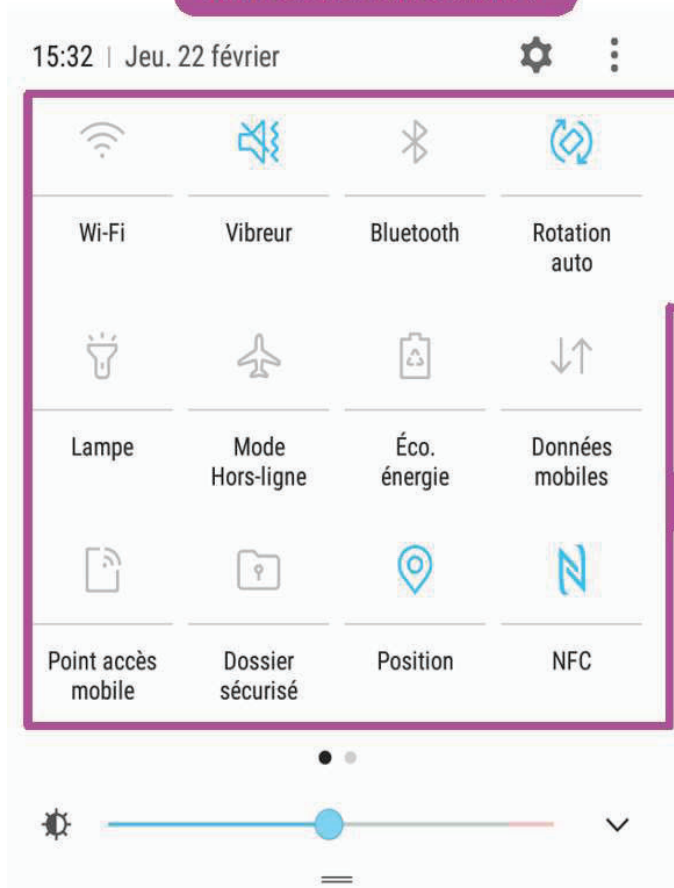 15:32 | Jeu. 22 février
Wi-Fi Vibreur Bluetooth Rotation
auto
Lampe Mode Éco. Données
Hors-ligne énergie mobiles
Point accès Dossier Position NFC
mobile sécurisé